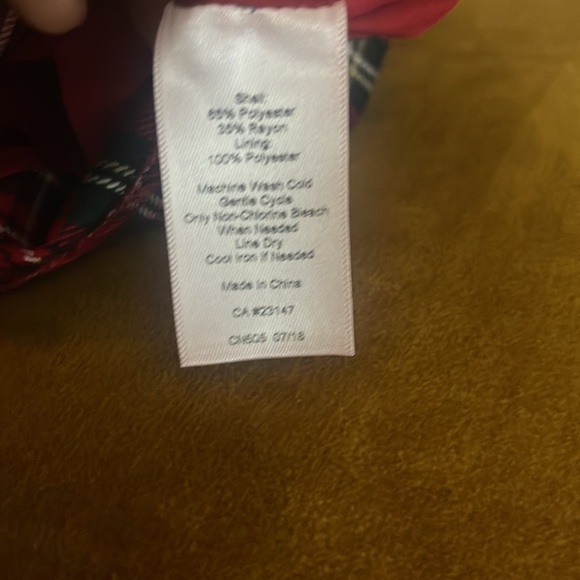 Shell:
65% Polyester
35% Rayon
Lining:
100% Polyester
Machine Wash Cold
Gentle Cycle
Only Non-Chlorine Bleach
When Needed
Line Dry
Cool Iron If Needed
Made in China
CA #23147
CN605 07/18